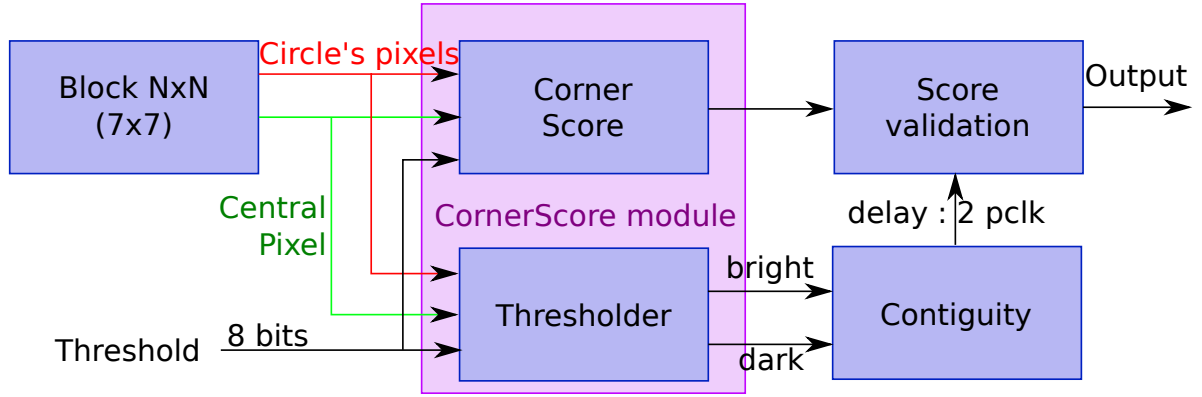 Circle's pixels
Block NxN
(7x7)
Corner
Score
Score
validation
Output
Central
Pixel
CornerScore module
delay : 2 pclk
bright
Thresholder
Contiguity
Threshold
8 bits
dark